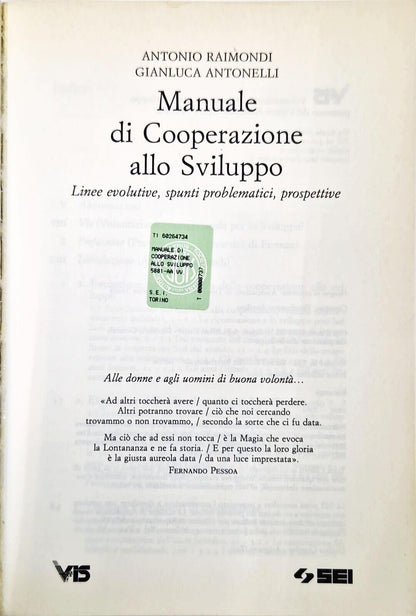 ANTONIO RAIMONDI
GIANLUCA ANTONELLI
Manuale
di Cooperazione
allo Sviluppo
Linee evolutive, spunti problematici, prospettive
TI 60264734
MANUALE DI
COOPERAZIONE
ALLO SVILUPPO
5881-AA VV
S.E.I.
TORINO
Alle donne e agli uomini di buona volontà...
«Ad altri toccherà avere / quanto ci toccherà perdere.
Altri potranno trovare / ciò che noi cercando
trovammo o non trovammo, / secondo la sorte che ci fu data.
Ma ciò che ad essi non tocca / è la Magia che evoca
la Lontananza e ne fa storia. / E per questo la loro gloria
è la giusta aureola data / da una luce imprestata».
FERNANDO PESSOA
VIS
SEI